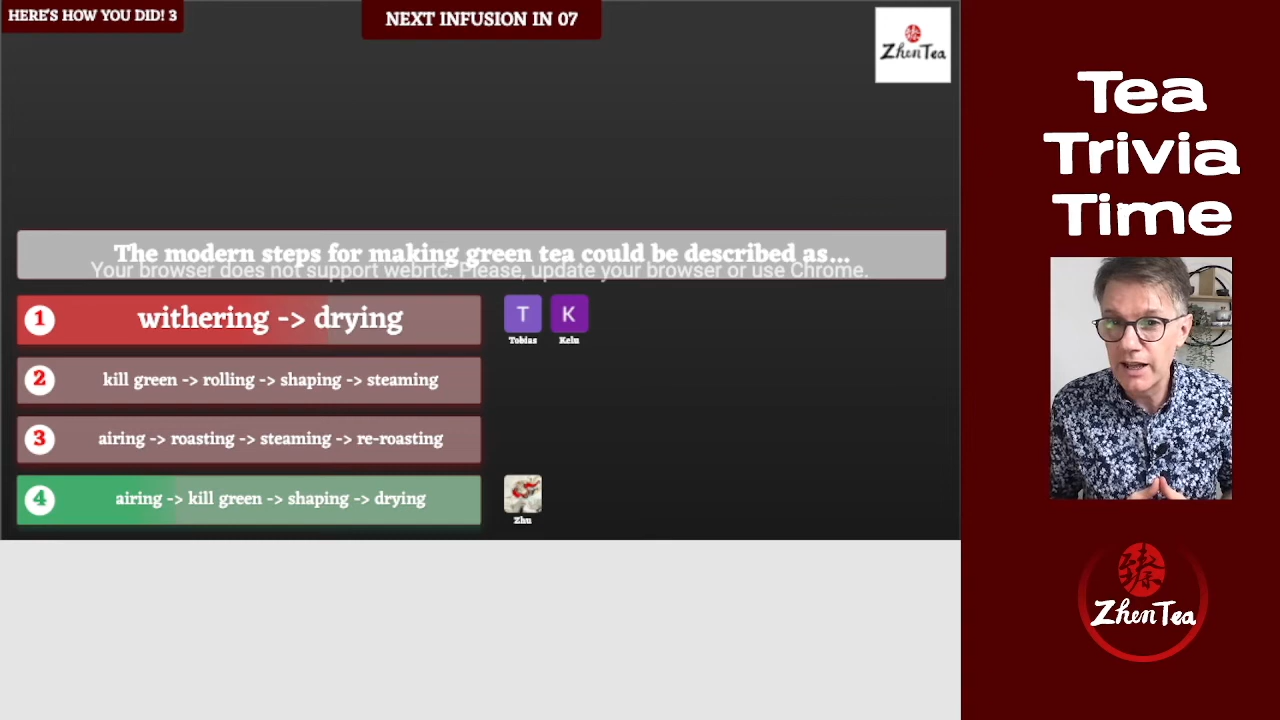 HERE'S HOW YOU DID! 3
NEXT INFUSION IN 07
ZhenTea
The modern steps for making green tea could be described as...
Your browser does not support webrtc. Please, update your browser or use Chrome.
1 withering -> drying
T K
Tobias Kelu
2 kill green -> rolling -> shaping -> steaming
3 airing -> roasting -> steaming -> re-roasting
4 airing -> kill green -> shaping -> drying
Zhu
Tea
Trivia
Time
臻
ZhenTea